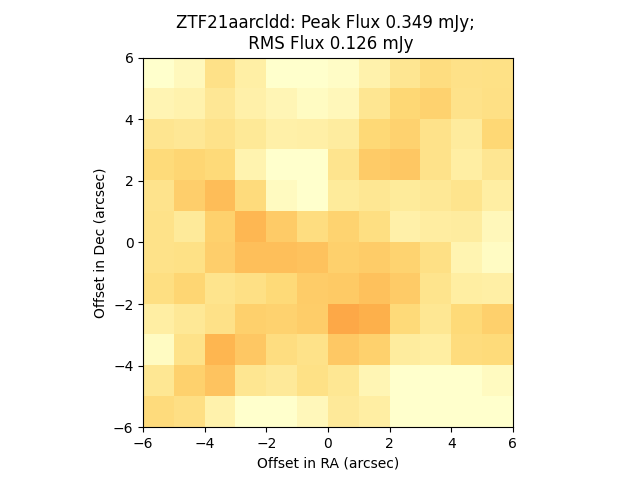 ZTF21aarcldd: Peak Flux 0.349 mJy;
RMS Flux 0.126 mJy
6
4
2
0
−2
−4
−6
Offset in Dec (arcsec)
−6 −4 −2 0 2 4 6
Offset in RA (arcsec)